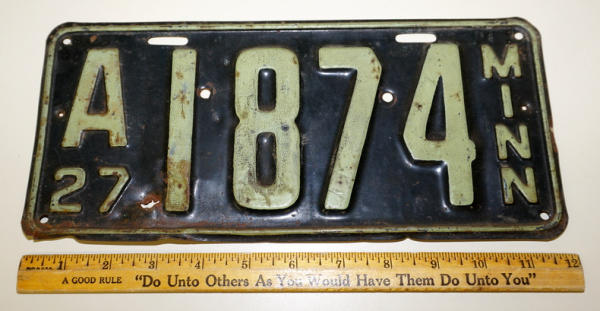 A 1874 MINN
27
1 2 3 4 5 6 7 8 9 10 11 12
A GOOD RULE "Do Unto Others As You Would Have Them Do Unto You"